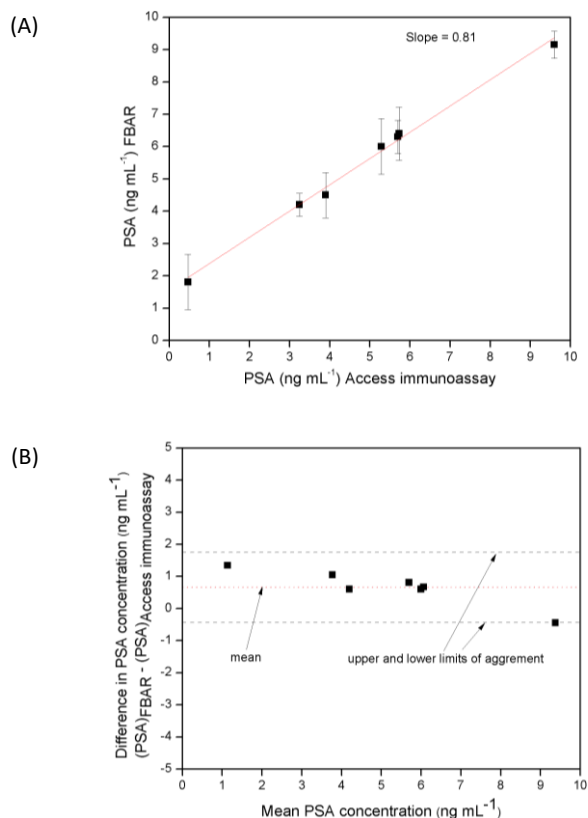 (A)
Slope = 0.81
PSA (ng mL⁻¹) FBAR
10
9
8
7
6
5
4
3
2
1
0
0 1 2 3 4 5 6 7 8 9 10
PSA (ng mL⁻¹) Access immunoassay
(B)
Difference in PSA concentration (ng mL⁻¹)
(PSA)FBAR - (PSA)Access immunoassay
5
4
3
2
1
0
-1
-2
-3
-4
-5
mean
upper and lower limits of aggrement
0 1 2 3 4 5 6 7 8 9 10
Mean PSA concentration (ng mL⁻¹)